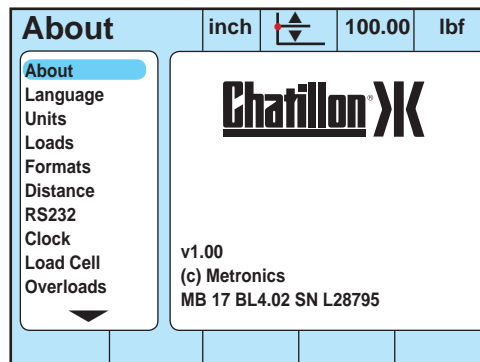 About inch 100.00 lbf
About
Language
Units
Loads
Formats
Distance
RS232
Clock
Load Cell
Overloads
Chatillon®
v1.00
(c) Metronics
MB 17 BL4.02 SN L28795